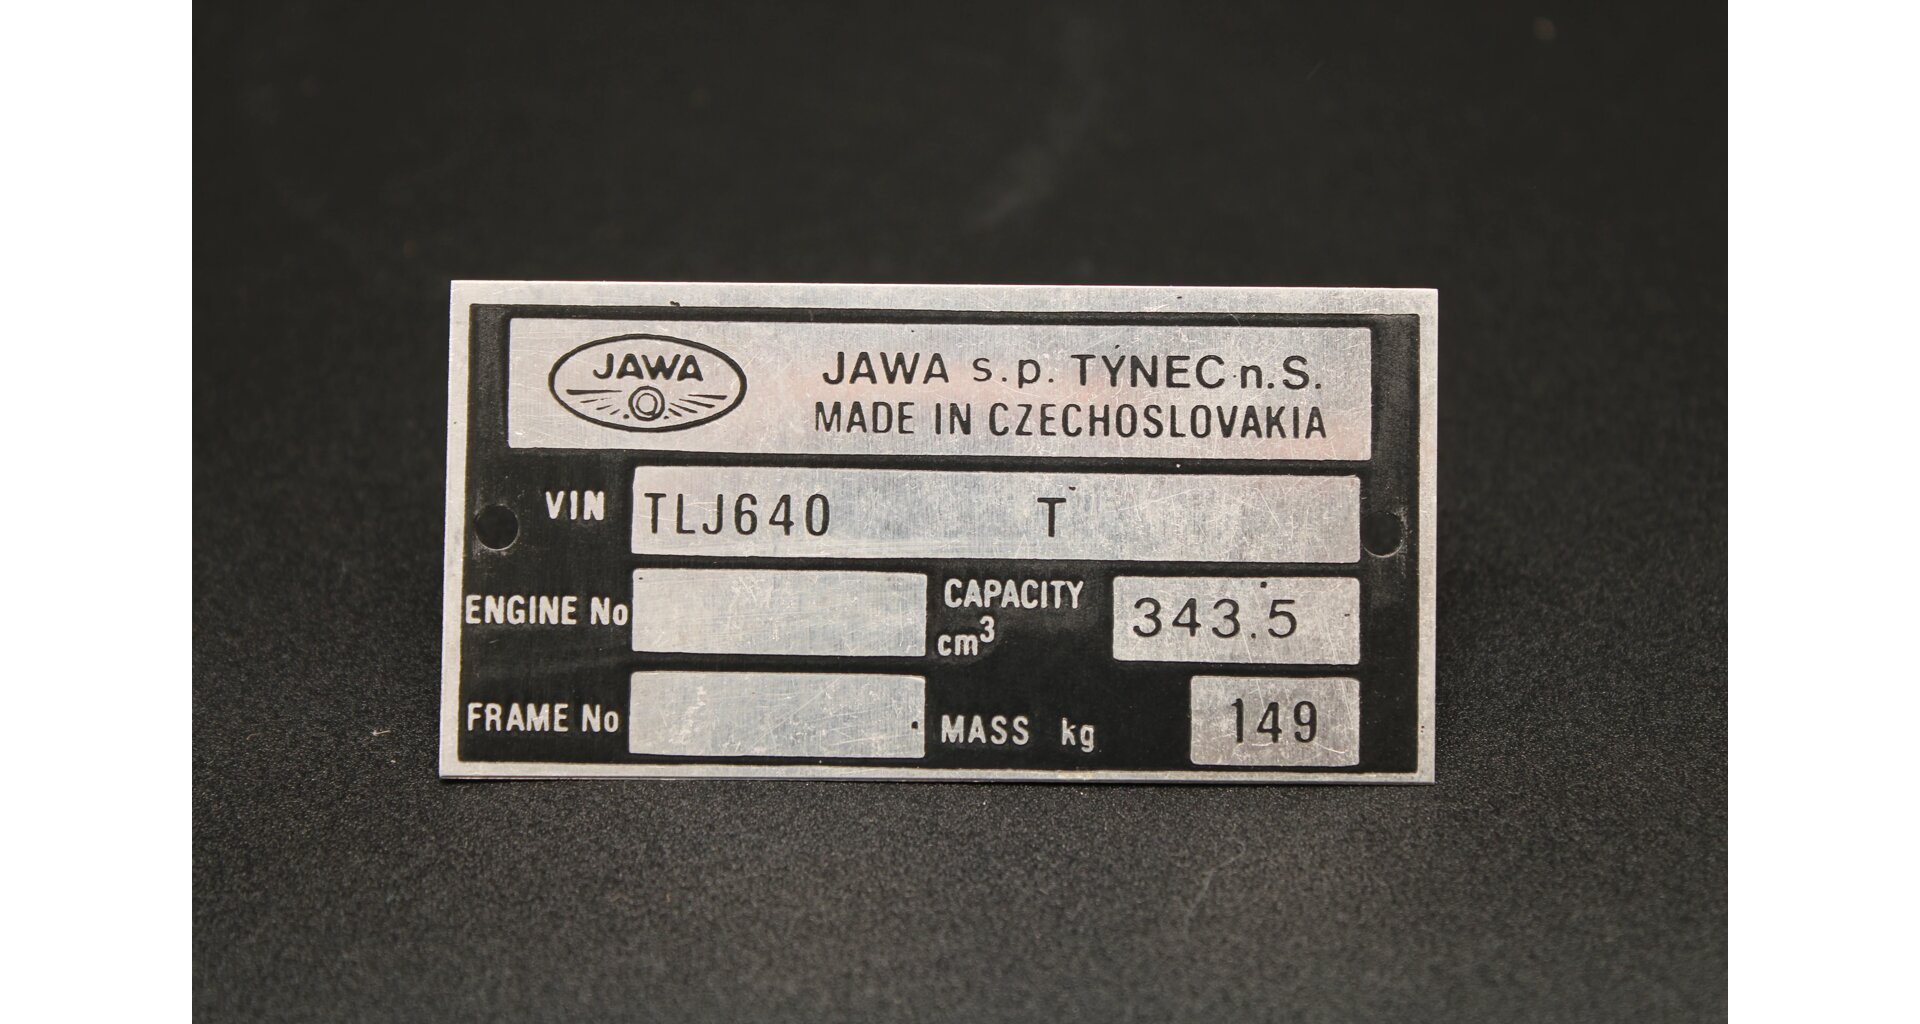 JAWA
JAWA s.p. TÝNEC n.S.
MADE IN CZECHOSLOVAKIA
VIN TLJ640 T
ENGINE No
CAPACITY cm³ 343.5
FRAME No
MASS kg 149